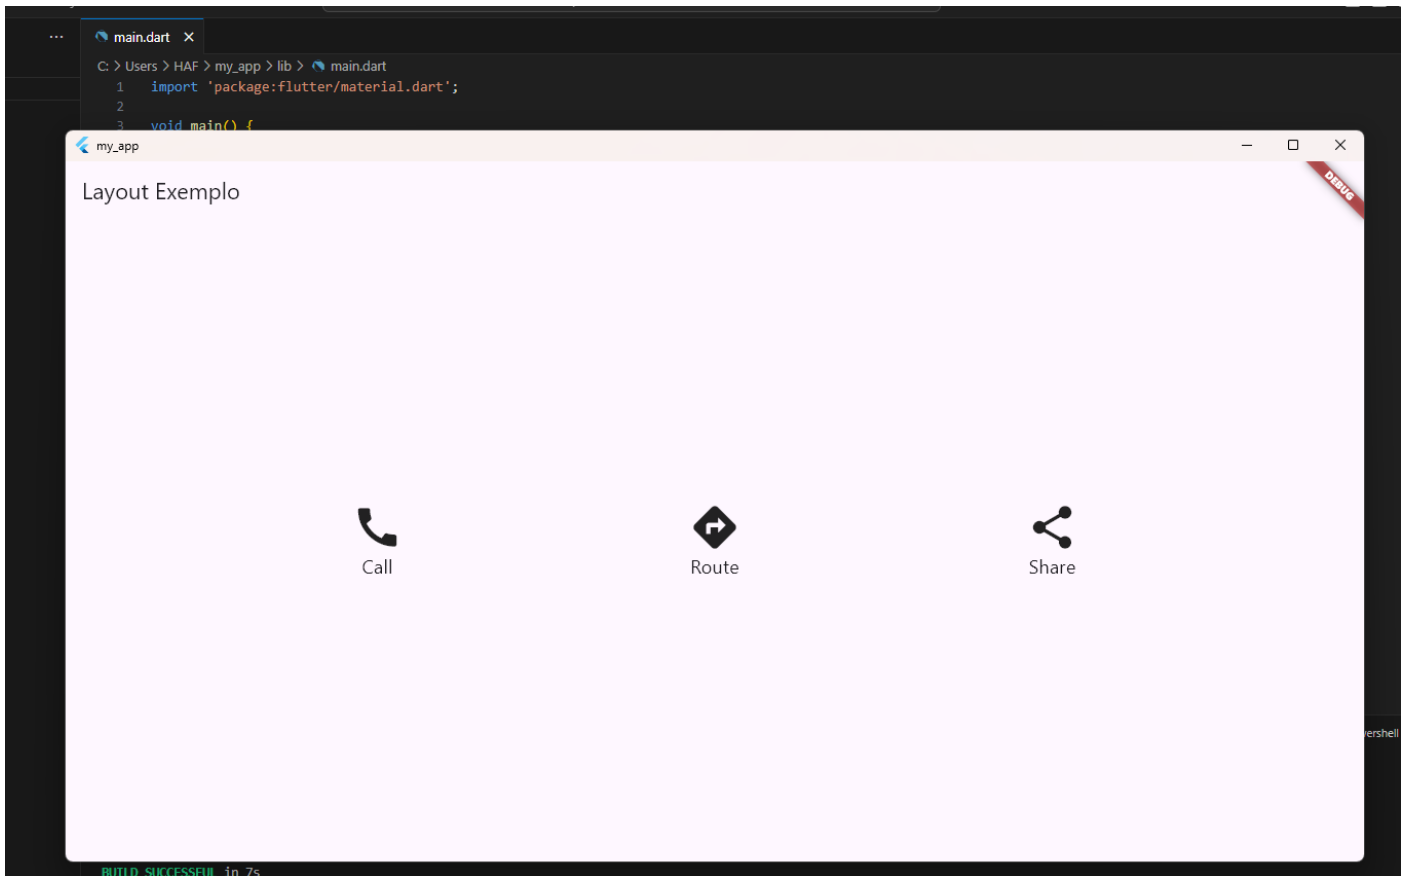 main.dart
C: > Users > HAF > my_app > lib > main.dart
1 import 'package:flutter/material.dart';
2
3 void main() {
my_app
DEBUG
Layout Exemplo
Call Route Share
ershell
BUILD SUCCESSFUL in 7s